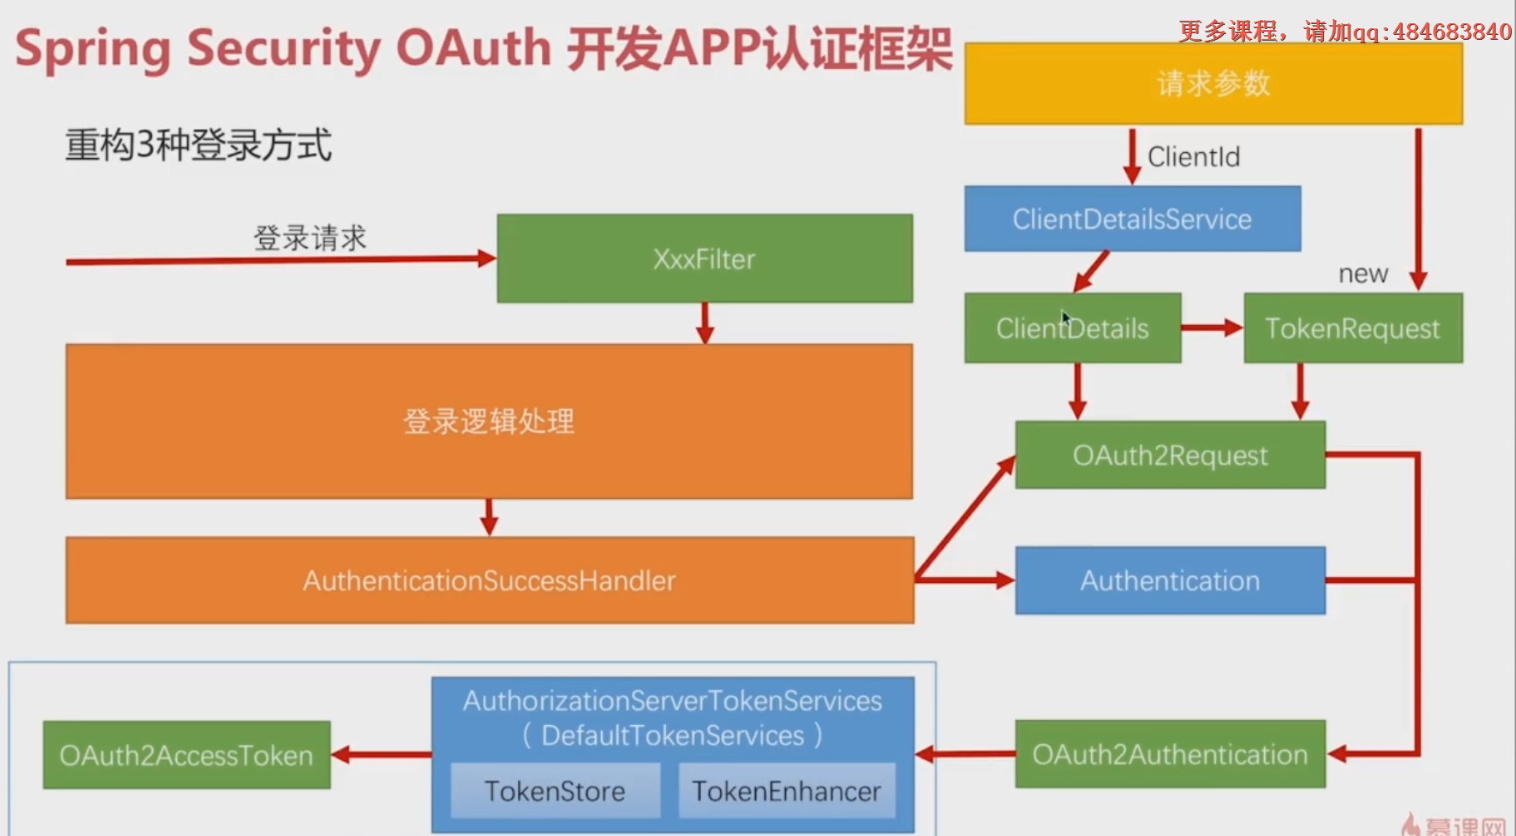 Spring Security OAuth 开发APP认证框架
更多课程，请加qq:484683840
重构3种登录方式
登录请求
XxxFilter
登录逻辑处理
AuthenticationSuccessHandler
请求参数
ClientId
ClientDetailsService
new
ClientDetails
TokenRequest
OAuth2Request
Authentication
OAuth2Authentication
AuthorizationServerTokenServices
（ DefaultTokenServices ）
TokenStore
TokenEnhancer
OAuth2AccessToken
慕课网